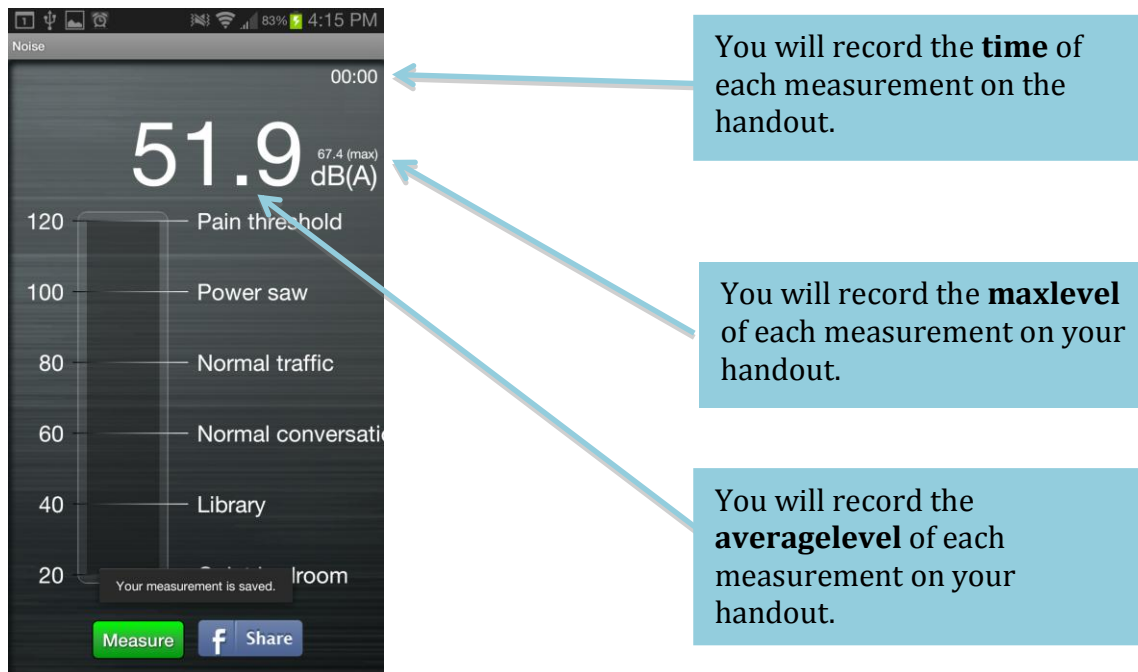 1
83%
4:15 PM
Noise
00:00
51.9
67.4 (max)
dB(A)
120
Pain threshold
100
Power saw
80
Normal traffic
60
Normal conversati
40
Library
20
room
Your measurement is saved.
Measure
f Share
You will record the time of
each measurement on the
handout.
You will record the maxlevel
of each measurement on your
handout.
You will record the
averagelevel of each
measurement on your
handout.